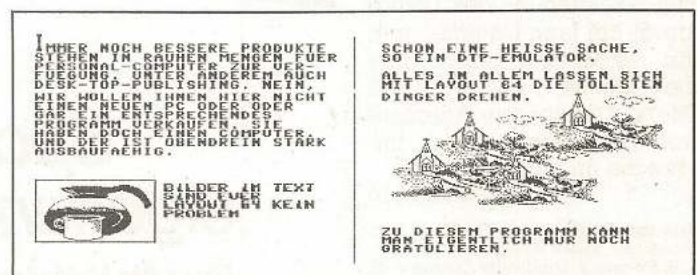 IMMER NOCH BESSERE PRODUKTE
STEHEN IN RAUHEN MENGEN FUER
PERSONAL-COMPUTER ZUR VER-
FUEGUNG, UNTER ANDEREM AUCH
DESK-TOP-PUBLISHING. NEIN,
WIR WOLLEN IHNEN HIER NICHT
EINEN NEUEN PC ODER ODER
GAR EIN ENTSPRECHENDES
PROGRAMM VERKAUFEN. SIE
HABEN DOCH EINEN COMPUTER,
UND DER IST OBENDREIN STARK
AUSBAUFAEHIG.
BILDER IM TEXT
SIND FUER
LAYOUT 64 KEIN
PROBLEM
SCHON EINE HEISSE SACHE,
SO EIN DTP-EMULATOR.
ALLES IN ALLEM LASSEN SICH
MIT LAYOUT 64 DIE TOLLSTEN
DINGER DREHEN.
ZU DIESEM PROGRAMM KANN
MAN EIGENTLICH NUR NOCH
GRATULIEREN.